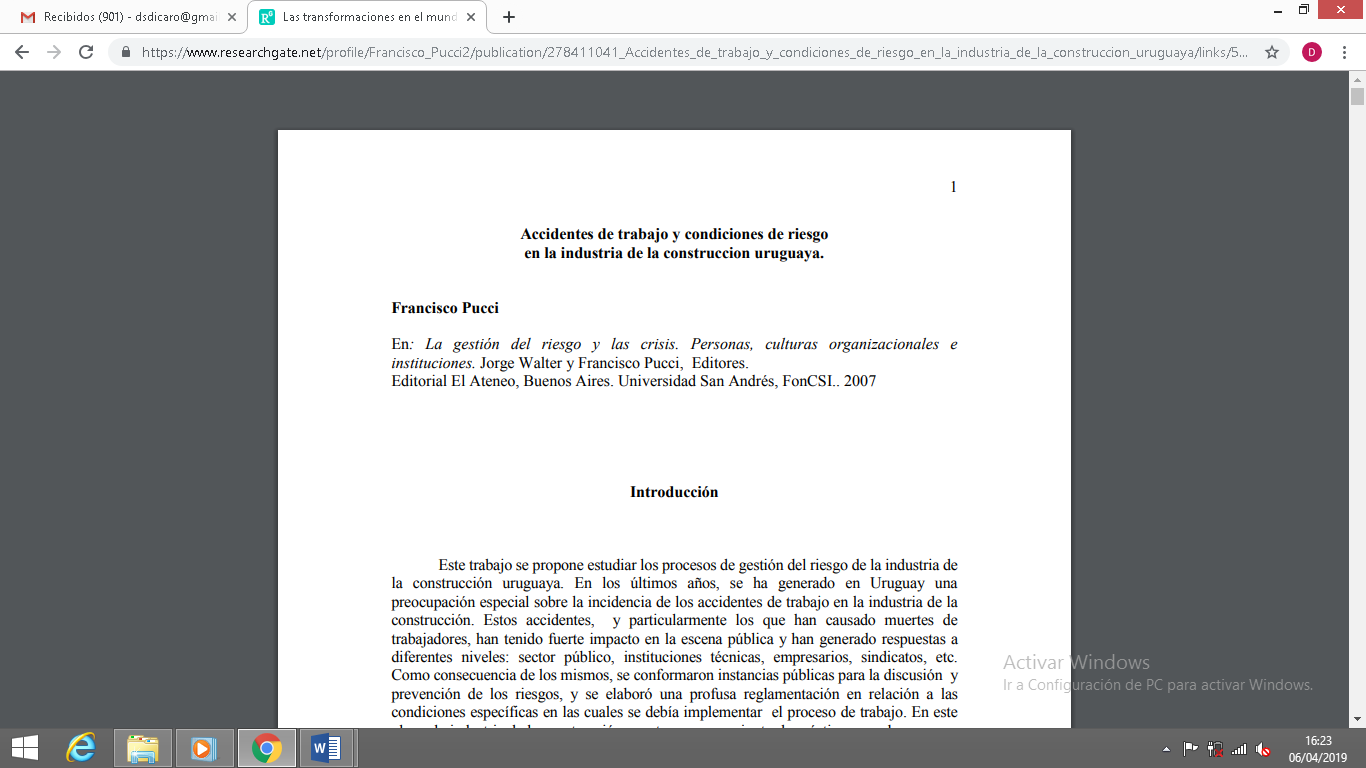 Recibidos (901) - dsdicaro@gmai
Las transformaciones en el mund
https://www.researchgate.net/profile/Francisco_Pucci2/publication/278411041_Accidentes_de_trabajo_y_condiciones_de_riesgo_en_la_industria_de_la_construccion_uruguaya/links/5...
D
1
Accidentes de trabajo y condiciones de riesgo
en la industria de la construccion uruguaya.
Francisco Pucci
En: La gestión del riesgo y las crisis. Personas, culturas organizacionales e
instituciones. Jorge Walter y Francisco Pucci, Editores.
Editorial El Ateneo, Buenos Aires. Universidad San Andrés, FonCSI.. 2007
Introducción
Este trabajo se propone estudiar los procesos de gestión del riesgo de la industria de
la construcción uruguaya. En los últimos años, se ha generado en Uruguay una
preocupación especial sobre la incidencia de los accidentes de trabajo en la industria de la
construcción. Estos accidentes, y particularmente los que han causado muertes de
trabajadores, han tenido fuerte impacto en la escena pública y han generado respuestas a
diferentes niveles: sector público, instituciones técnicas, empresarios, sindicatos, etc.
Como consecuencia de los mismos, se conformaron instancias públicas para la discusión y
prevención de los riesgos, y se elaboró una profusa reglamentación en relación a las
condiciones específicas en las cuales se debía implementar el proceso de trabajo. En este
Activar Windows
Ir a Configuración de PC para activar Windows.
16:23
06/04/2019